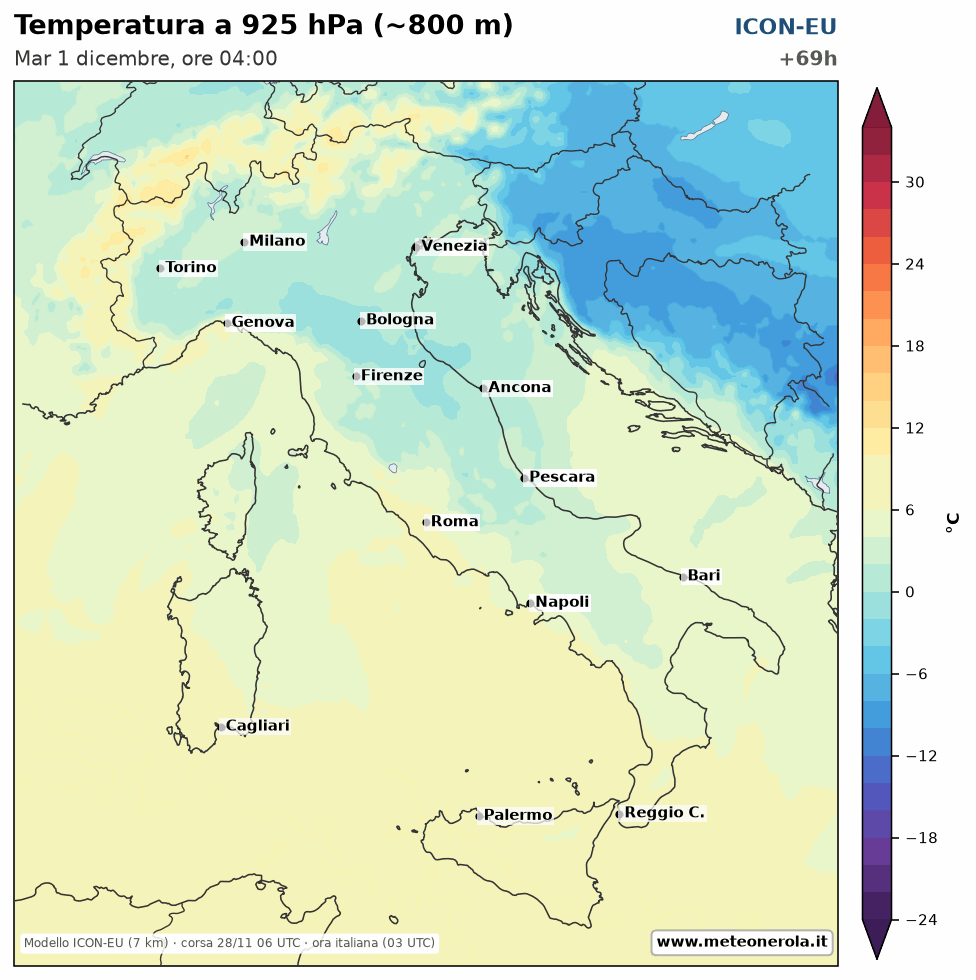 Temperatura a 925 hPa (~800 m)
ICON-EU
Mar 1 dicembre, ore 04:00
+69h
Milano
Venezia
Torino
Genova
Bologna
Firenze
Ancona
Pescara
Roma
Bari
Napoli
Cagliari
Palermo
Reggio C.
30
24
18
12
6
0
−6
−12
−18
−24
°C
Modello ICON-EU (7 km) · corsa 28/11 06 UTC · ora italiana (03 UTC)
www.meteonerola.it